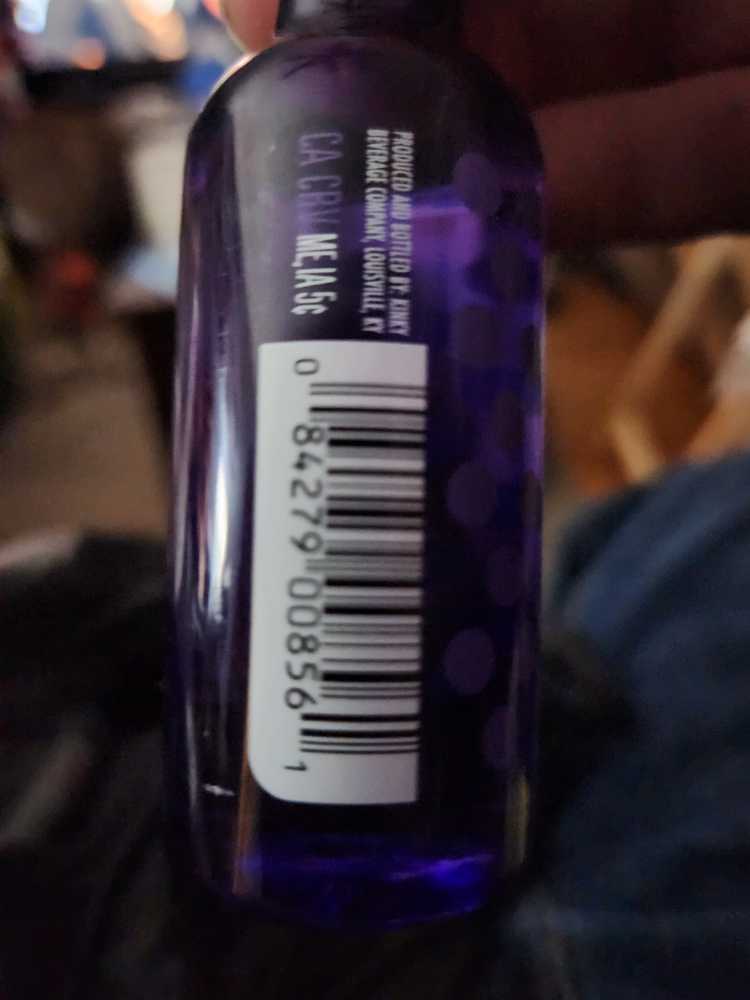 PRODUCED AND BOTTLED BY: KINKY
BEVERAGE COMPANY, LOUISVILLE, KY
CA CRV ME, IA 5¢
0 84279 00856 1